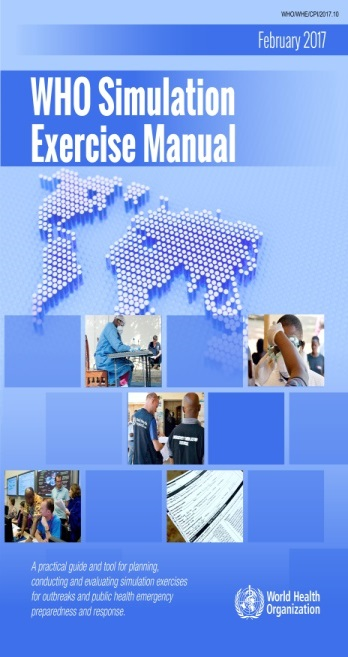 WHO/WHE/CPI/2017.10
February 2017
WHO Simulation
Exercise Manual
A practical guide and tool for planning,
conducting and evaluating simulation exercises
for outbreaks and public health emergency
preparedness and response.
World Health
Organization